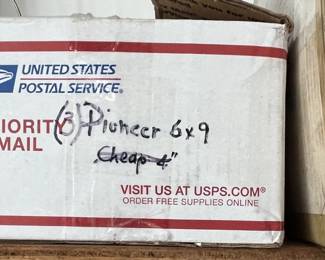 UNITED STATES
POSTAL SERVICE®
IORITY
MAIL
(3) Pioneer 6x9
Cheap 4"
VISIT US AT USPS.COM®
ORDER FREE SUPPLIES ONLINE